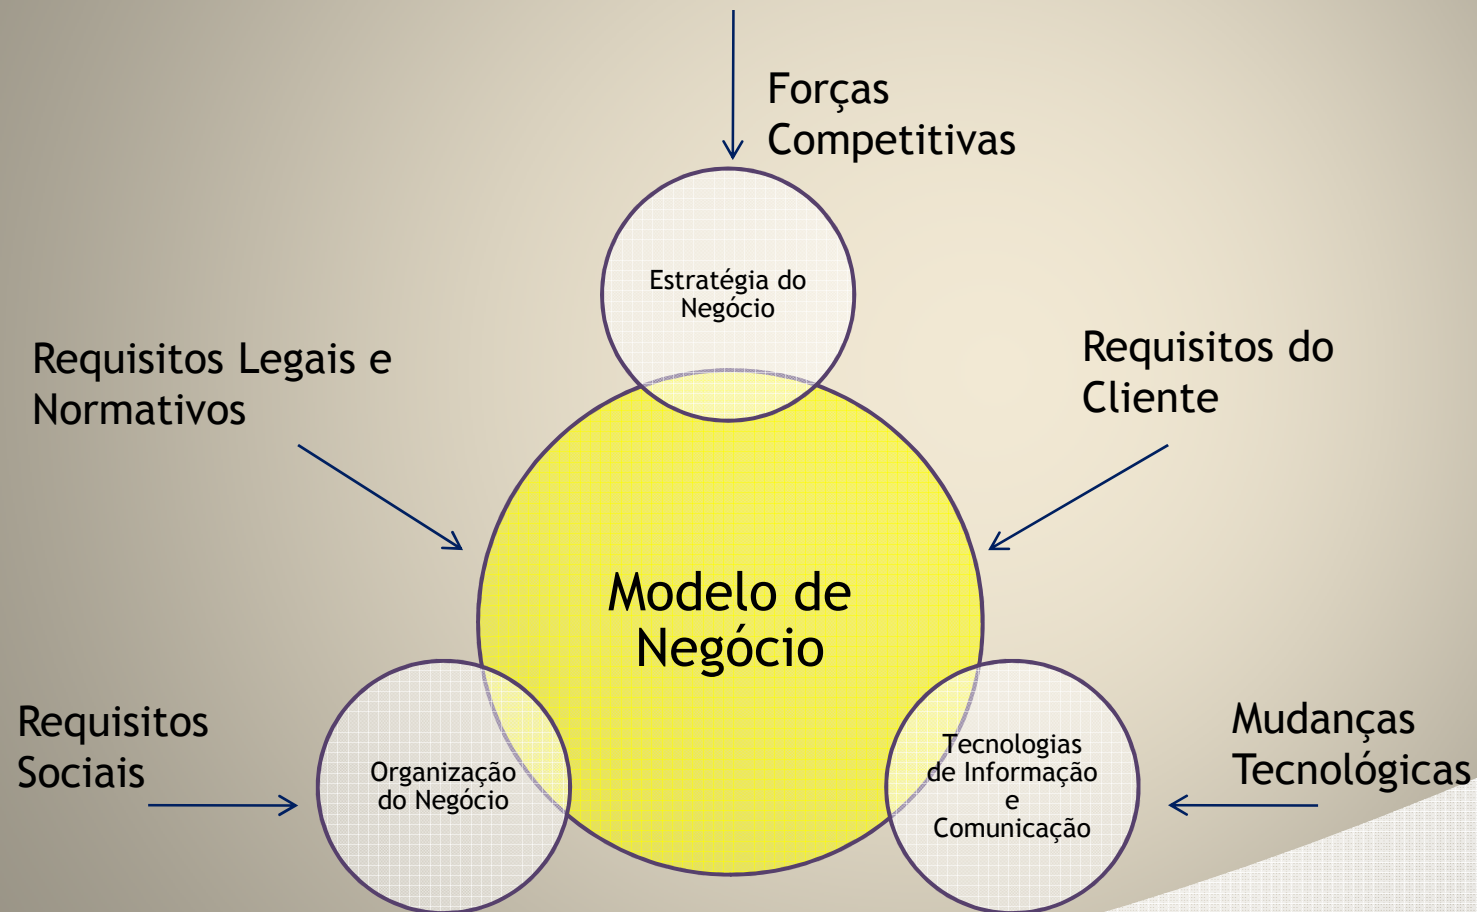 Forças
Competitivas
Estratégia do
Negócio
Requisitos Legais e
Normativos
Requisitos do
Cliente
Modelo de
Negócio
Requisitos
Sociais
Organização
do Negócio
Tecnologias
de Informação
e
Comunicação
Mudanças
Tecnológicas